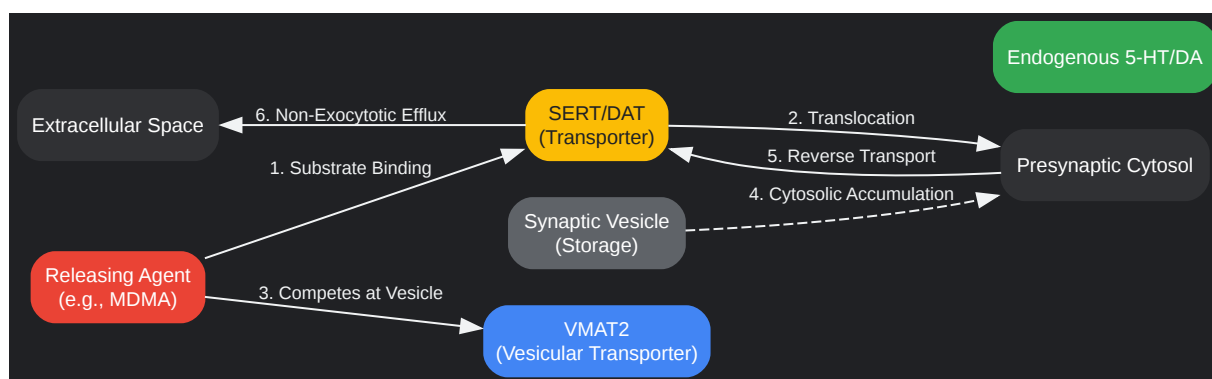 Endogenous 5-HT/DA
Extracellular Space
6. Non-Exocytotic Efflux
SERT/DAT
(Transporter)
2. Translocation
5. Reverse Transport
Presynaptic Cytosol
1. Substrate Binding
4. Cytosolic Accumulation
Synaptic Vesicle
(Storage)
Releasing Agent
(e.g., MDMA)
3. Competes at Vesicle
VMAT2
(Vesicular Transporter)